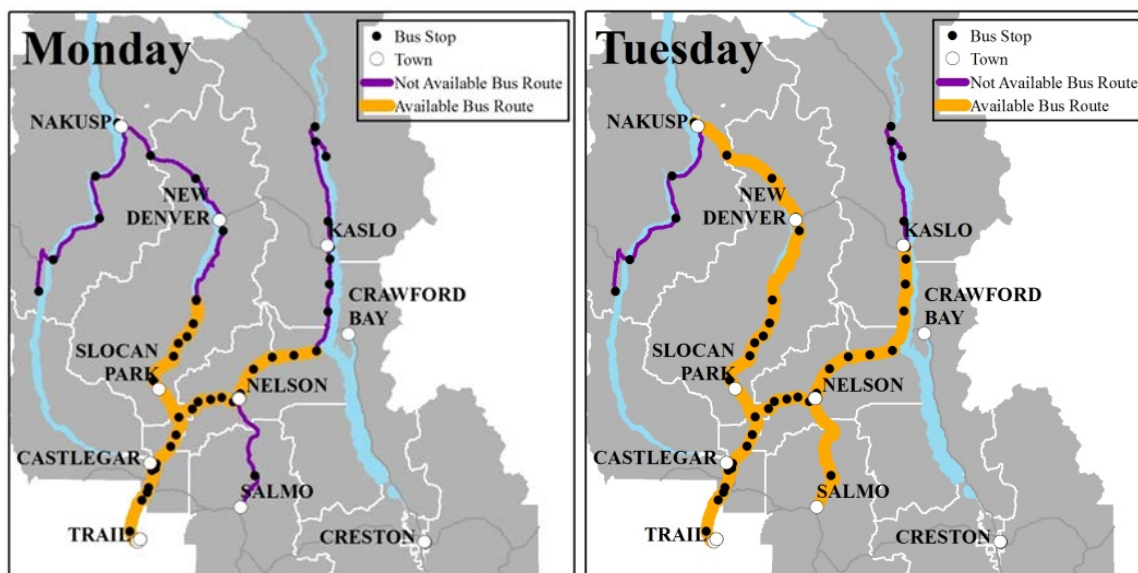 Monday
Bus Stop
Town
Not Available Bus Route
Available Bus Route
NAKUSP
NEW
DENVER
KASLO
CRAWFORD
BAY
SLOCAN
PARK
NELSON
CASTLEGAR
SALMO
TRAIL
CRESTON
Tuesday
Bus Stop
Town
Not Available Bus Route
Available Bus Route
NAKUSP
NEW
DENVER
KASLO
CRAWFORD
BAY
SLOCAN
PARK
NELSON
CASTLEGAR
SALMO
TRAIL
CRESTON